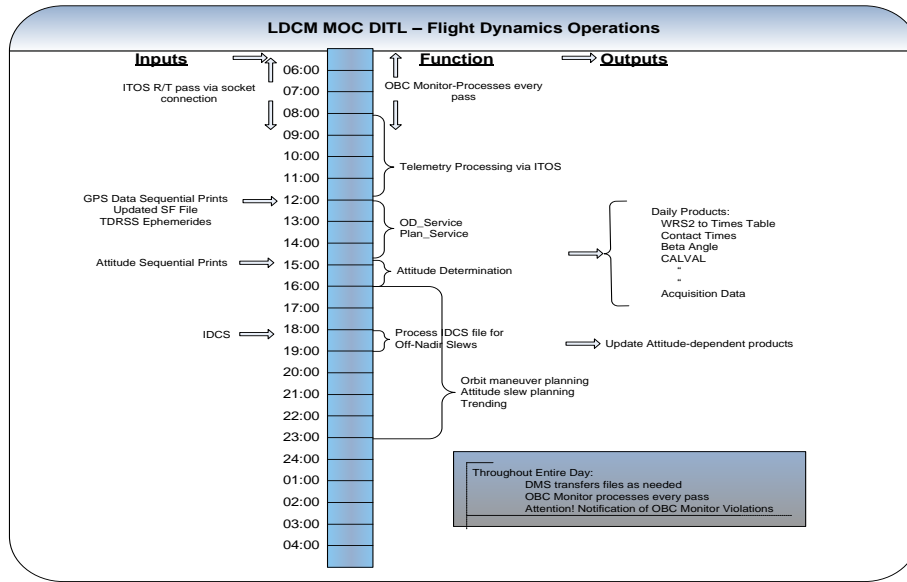 LDCM MOC DITL – Flight Dynamics Operations
Inputs
Function
Outputs
06:00
07:00
08:00
09:00
10:00
11:00
12:00
13:00
14:00
15:00
16:00
17:00
18:00
19:00
20:00
21:00
22:00
23:00
24:00
01:00
02:00
03:00
04:00
ITOS R/T pass via socket
connection
GPS Data Sequential Prints
Updated SF File
TDRSS Ephemerides
Attitude Sequential Prints
IDCS
OBC Monitor-Processes every
pass
Telemetry Processing via ITOS
OD_Service
Plan_Service
Attitude Determination
Process IDCS file for
Off-Nadir Slews
Orbit maneuver planning
Attitude slew planning
Trending
Daily Products:
WRS2 to Times Table
Contact Times
Beta Angle
CALVAL
“
“
Acquisition Data
Update Attitude-dependent products
Throughout Entire Day:
DMS transfers files as needed
OBC Monitor processes every pass
Attention! Notification of OBC Monitor Violations